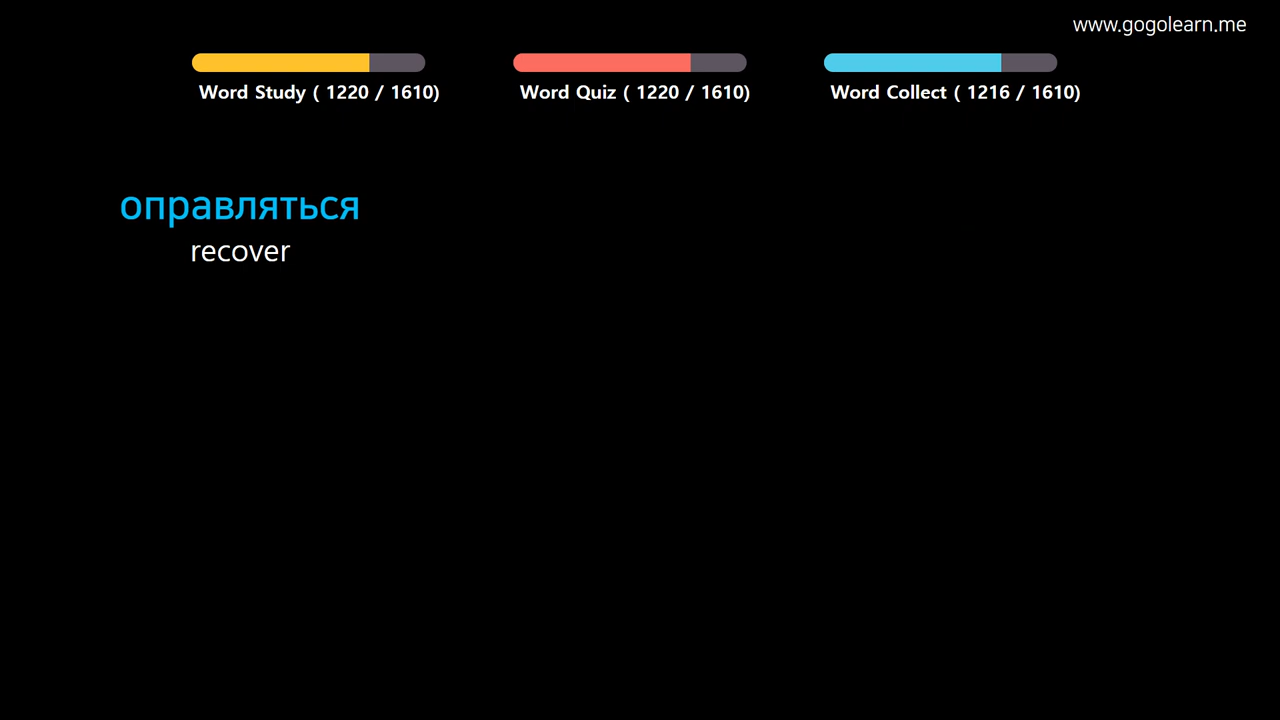 www.gogolearn.me
Word Study ( 1220 / 1610)
Word Quiz ( 1220 / 1610)
Word Collect ( 1216 / 1610)
оправляться
recover